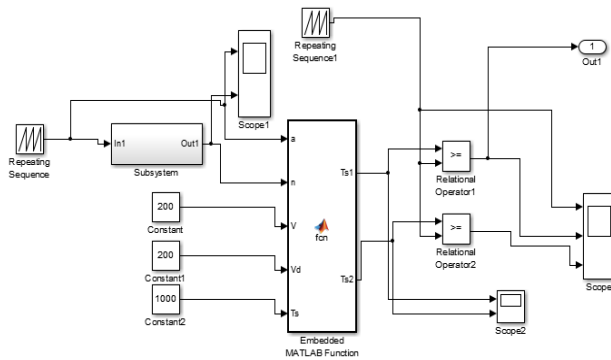 Repeating
Sequence1
1
Out1
Scope1
Repeating
Sequence
In1
Out1
Subsystem
a
n
V
Vd
Ts
fcn
Ts1
Ts2
Embedded
MATLAB Function
200
Constant
200
Constant1
1000
Constant2
>=
Relational
Operator1
>=
Relational
Operator2
Scope
Scope2